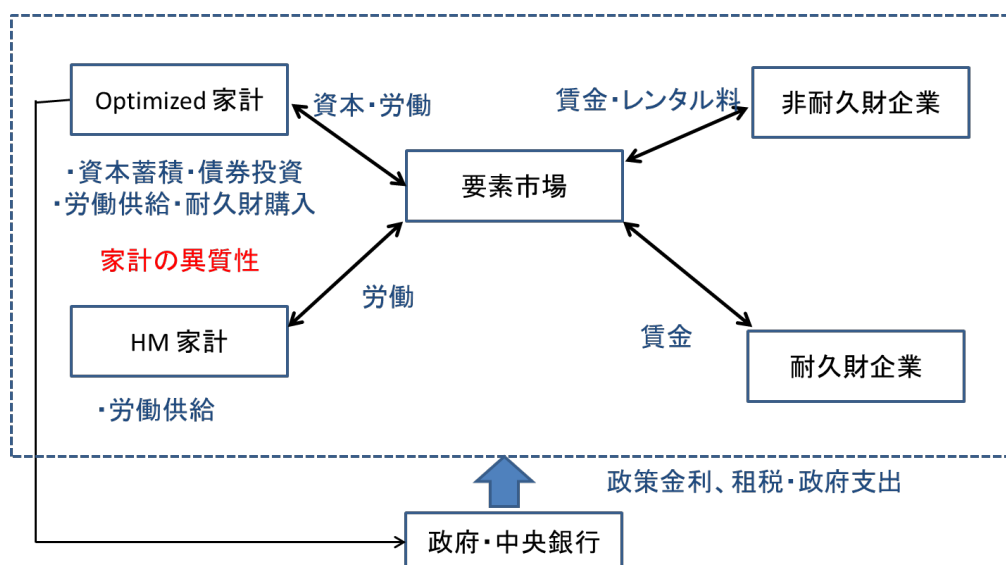 Optimized 家計
資本・労働
賃金・レンタル料
非耐久財企業
・資本蓄積・債券投資
・労働供給・耐久財購入
要素市場
家計の異質性
労働
HM 家計
賃金
耐久財企業
・労働供給
政策金利、租税・政府支出
政府・中央銀行